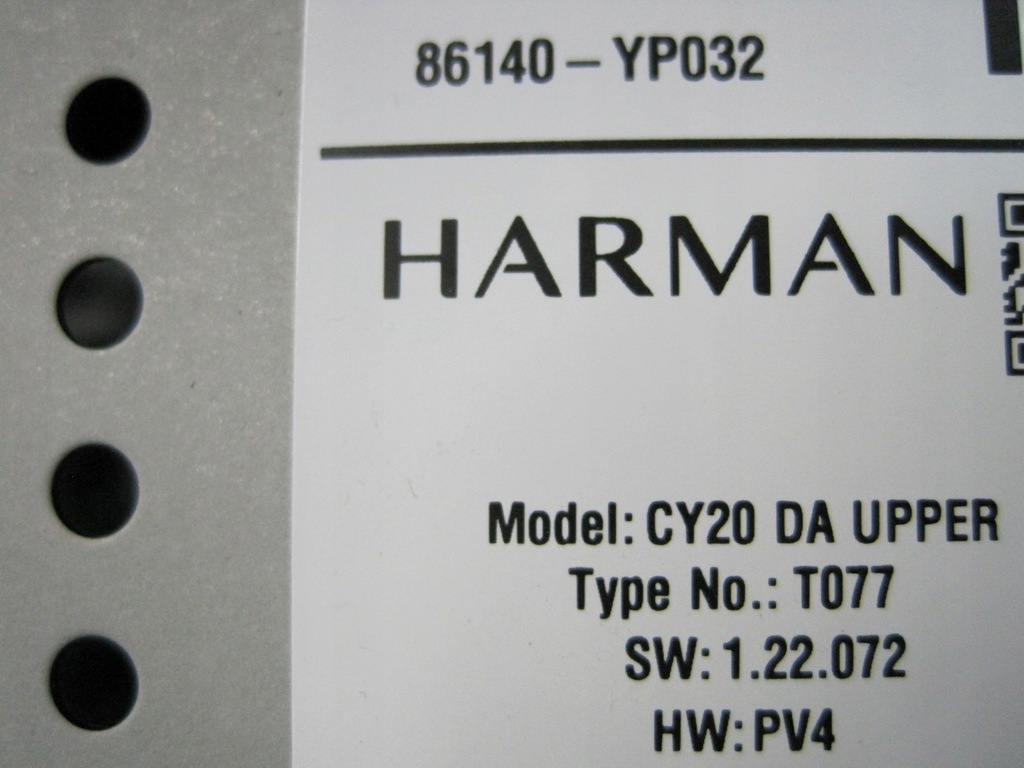 86140-YP032
HARMAN
Model: CY20 DA UPPER
Type No.: T077
SW: 1.22.072
HW: PV4